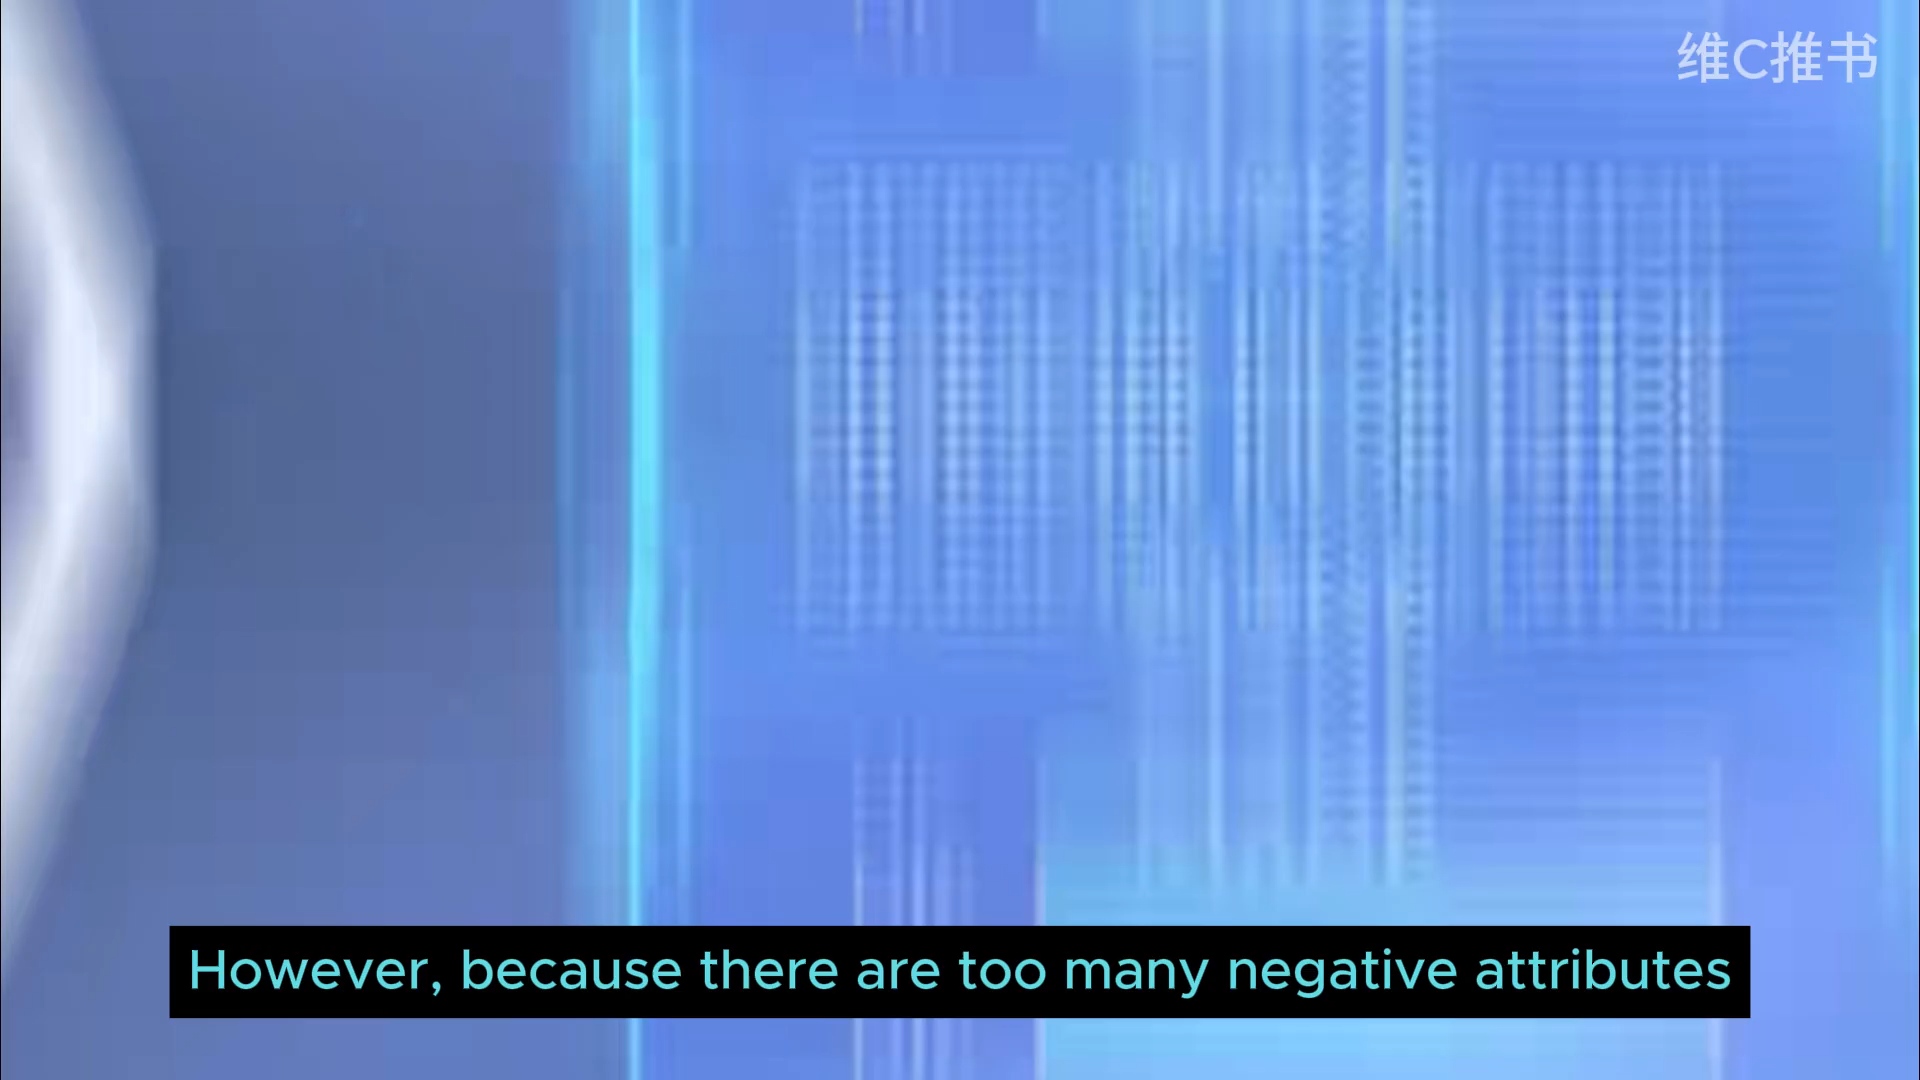 维C推书
However, because there are too many negative attributes